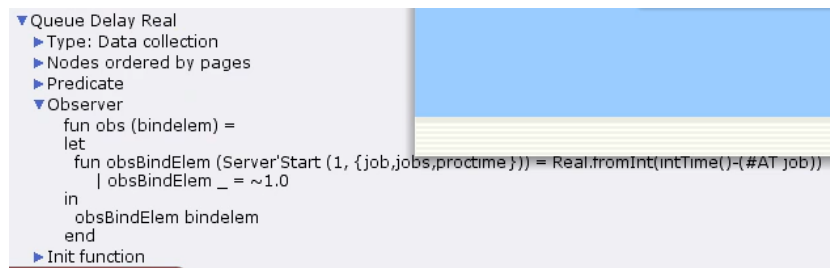 Queue Delay Real
Type: Data collection
Nodes ordered by pages
Predicate
Observer
fun obs (bindelem) =
let
fun obsBindElem (Server'Start (1, {job,jobs,proctime})) = Real.fromInt(intTime()-(#AT job))
| obsBindElem _ = ~1.0
in
obsBindElem bindelem
end
Init function